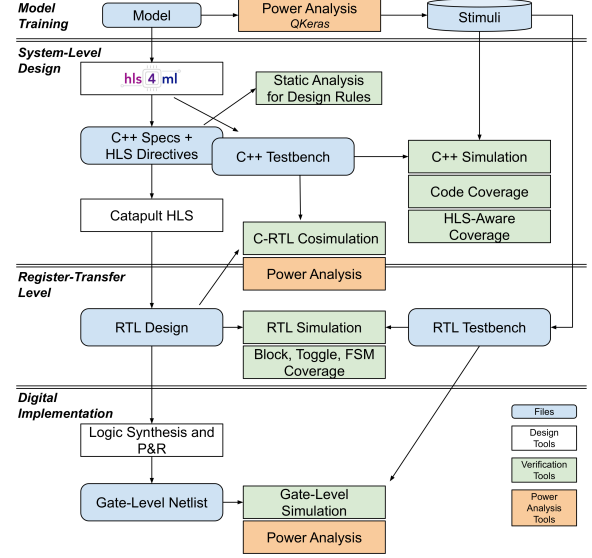 Model
Training
Model
Power Analysis
QKeras
Stimuli
System-Level
Design
hls 4 ml
Static Analysis
for Design Rules
C++ Specs +
HLS Directives
C++ Testbench
C++ Simulation
Code Coverage
HLS-Aware
Coverage
Catapult HLS
C-RTL Cosimulation
Power Analysis
Register-Transfer
Level
RTL Design
RTL Simulation
RTL Testbench
Block, Toggle, FSM
Coverage
Digital
Implementation
Logic Synthesis and
P&R
Gate-Level Netlist
Gate-Level
Simulation
Power Analysis
Files
Design
Tools
Verification
Tools
Power
Analysis
Tools